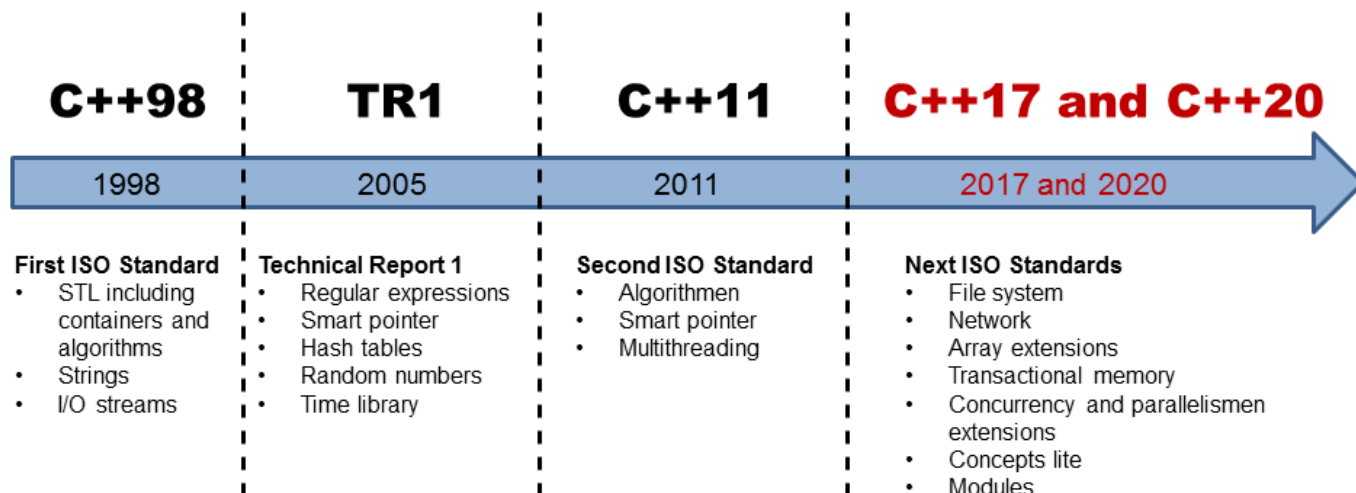 C++98
TR1
C++11
C++17 and C++20
1998
2005
2011
2017 and 2020
First ISO Standard
• STL including
containers and
algorithms
• Strings
• I/O streams
Technical Report 1
• Regular expressions
• Smart pointer
• Hash tables
• Random numbers
• Time library
Second ISO Standard
• Algorithmen
• Smart pointer
• Multithreading
Next ISO Standards
• File system
• Network
• Array extensions
• Transactional memory
• Concurrency and parallelismen
extensions
• Concepts lite
• Modules